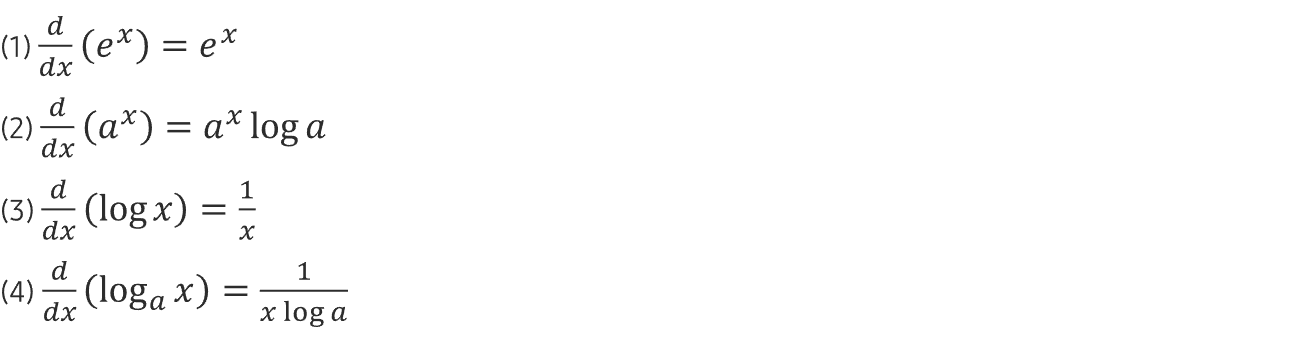 (1) d/dx (e^x) = e^x
(2) d/dx (a^x) = a^x log a
(3) d/dx (log x) = 1/x
(4) d/dx (log_a x) = 1/(x log a)